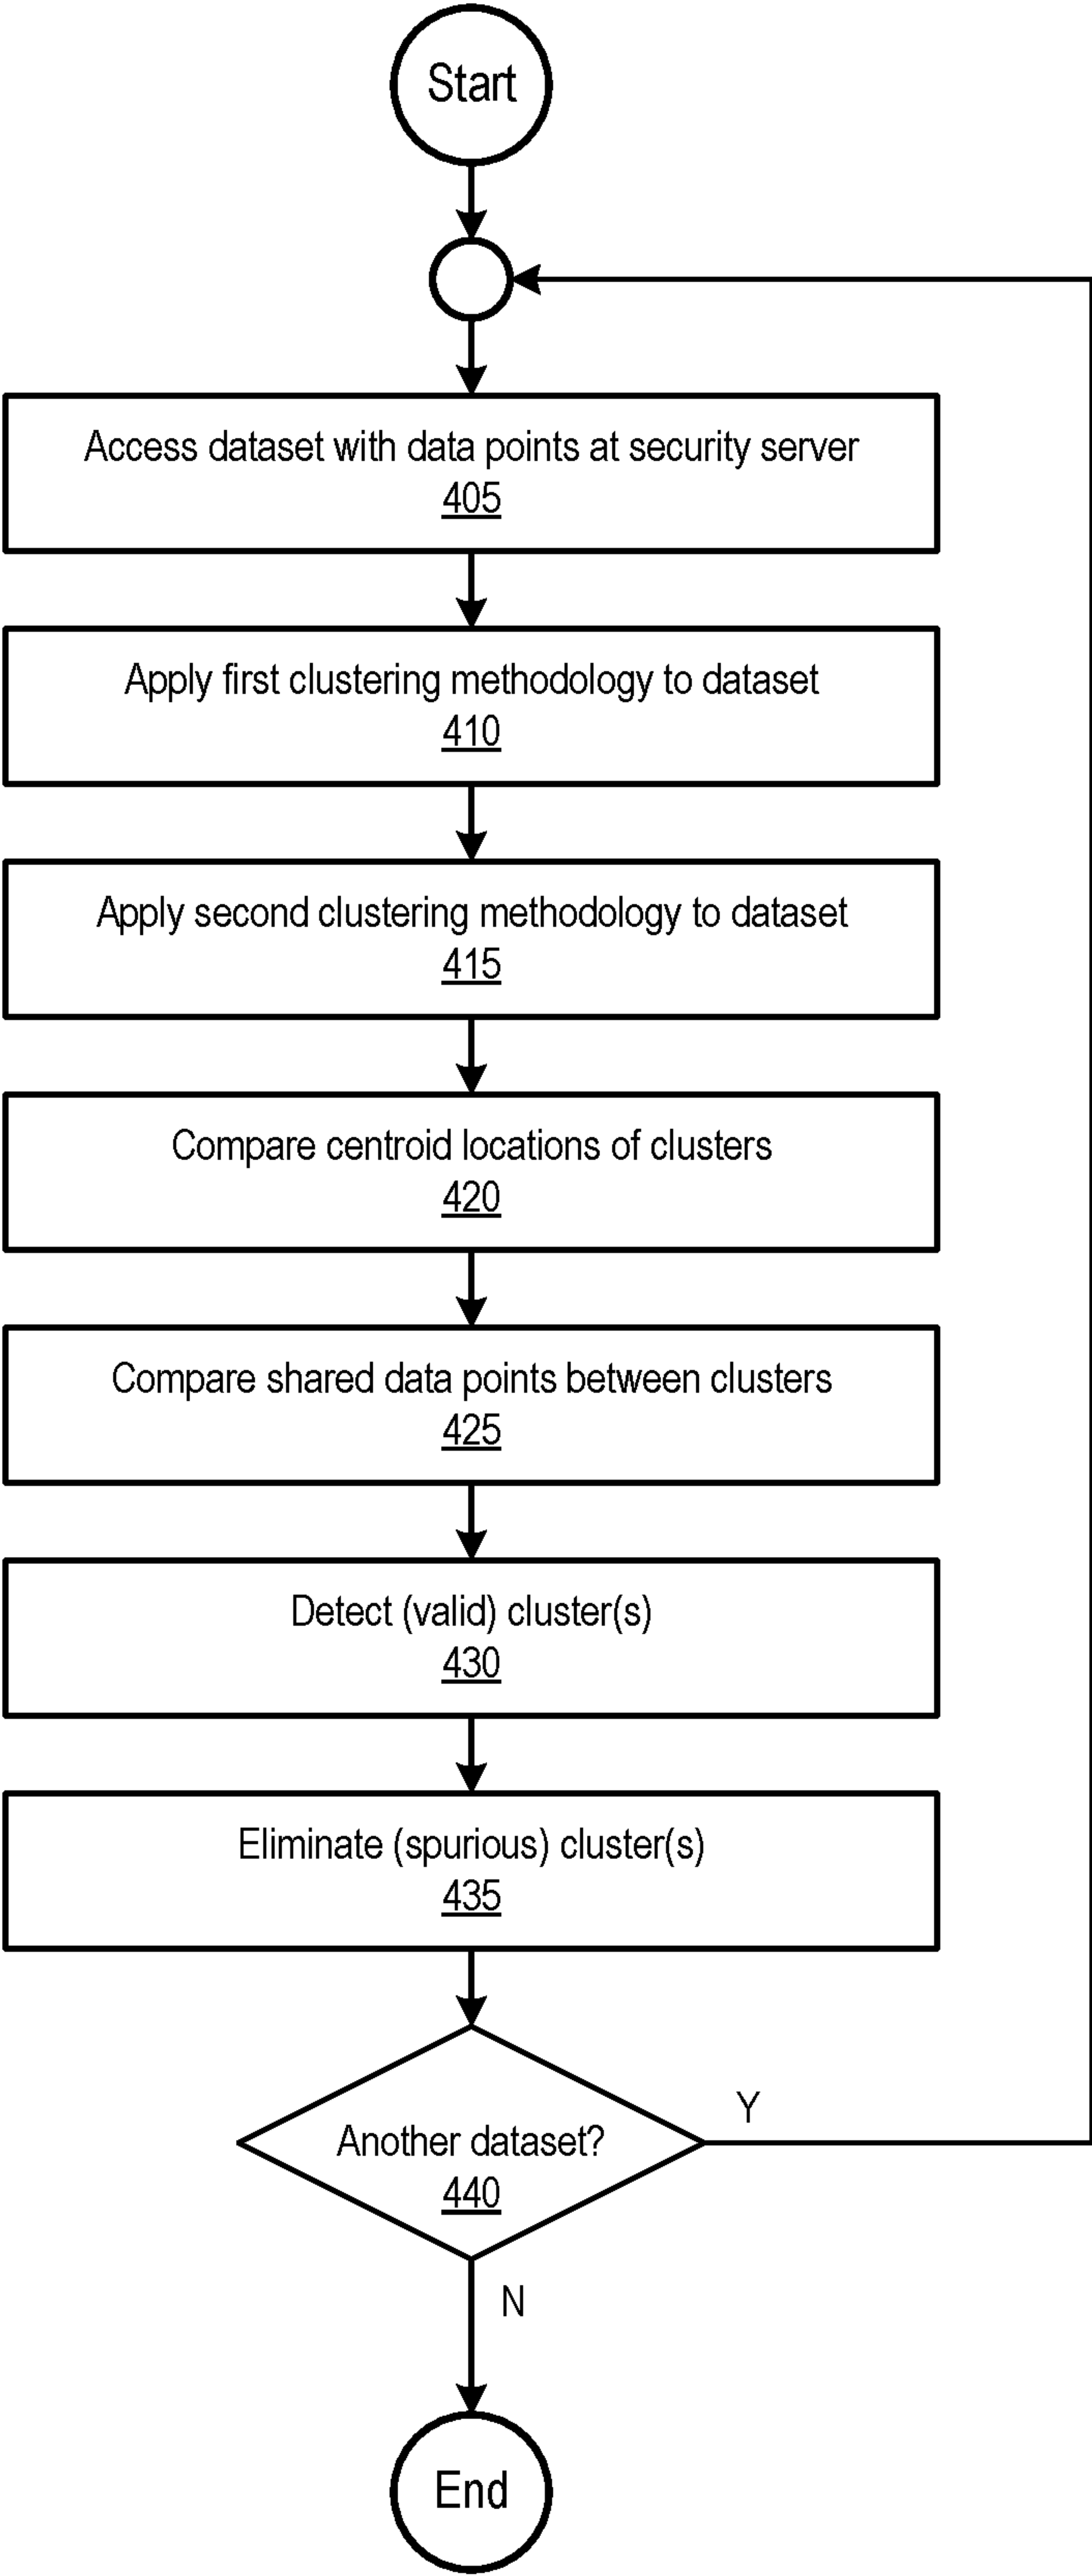 Start
Access dataset with data points at security server
405
Apply first clustering methodology to dataset
410
Apply second clustering methodology to dataset
415
Compare centroid locations of clusters
420
Compare shared data points between clusters
425
Detect (valid) cluster(s)
430
Eliminate (spurious) cluster(s)
435
Another dataset?
440
Y
N
End